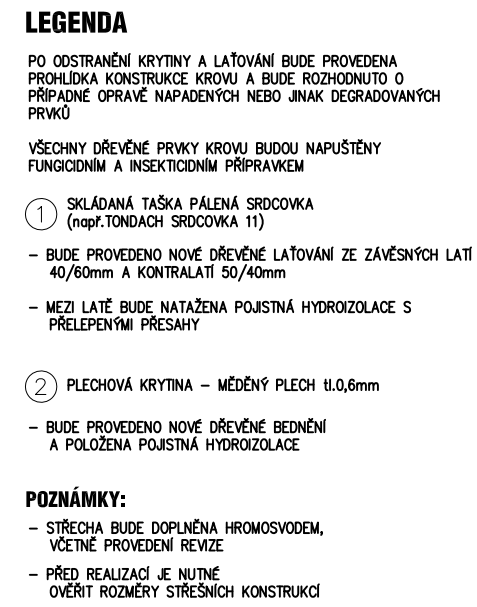 LEGENDA
PO ODSTRANĚNÍ KRYTINY A LAŤOVÁNÍ BUDE PROVEDENA
PROHLÍDKA KONSTRUKCE KROVU A BUDE ROZHODNUTO O
PŘÍPADNÉ OPRAVĚ NAPADENÝCH NEBO JINAK DEGRADOVANÝCH
PRVKŮ
VŠECHNY DŘEVĚNÉ PRVKY KROVU BUDOU NAPUŠTĚNY
FUNGICIDNÍM A INSEKTICIDNÍM PŘÍPRAVKEM
1 SKLÁDANÁ TAŠKA PÁLENÁ SRDCOVKA
(např.TONDACH SRDCOVKA 11)
– BUDE PROVEDENO NOVÉ DŘEVĚNÉ LAŤOVÁNÍ ZE ZÁVĚSNÝCH LATÍ
40/60mm A KONTRALATÍ 50/40mm
– MEZI LATĚ BUDE NATAŽENA POJISTNÁ HYDROIZOLACE S
PŘELEPENÝMI PŘESAHY
2 PLECHOVÁ KRYTINA – MĚDĚNÝ PLECH tl.0,6mm
– BUDE PROVEDENO NOVÉ DŘEVĚNÉ BEDNĚNÍ
A POLOŽENA POJISTNÁ HYDROIZOLACE
POZNÁMKY:
– STŘECHA BUDE DOPLNĚNA HROMOSVODEM,
VČETNĚ PROVEDENÍ REVIZE
– PŘED REALIZACÍ JE NUTNÉ
OVĚŘIT ROZMĚRY STŘEŠNÍCH KONSTRUKCÍ